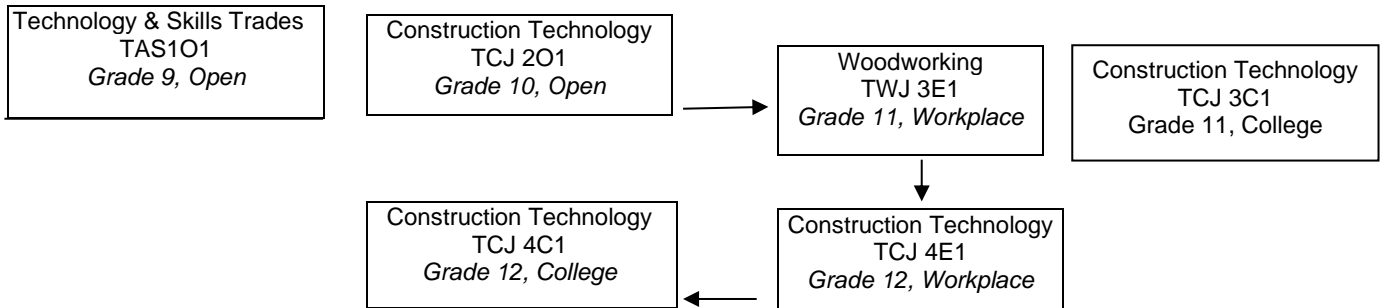 Technology & Skills Trades
TAS1O1
Grade 9, Open
Construction Technology
TCJ 2O1
Grade 10, Open
Woodworking
TWJ 3E1
Grade 11, Workplace
Construction Technology
TCJ 3C1
Grade 11, College
Construction Technology
TCJ 4C1
Grade 12, College
Construction Technology
TCJ 4E1
Grade 12, Workplace